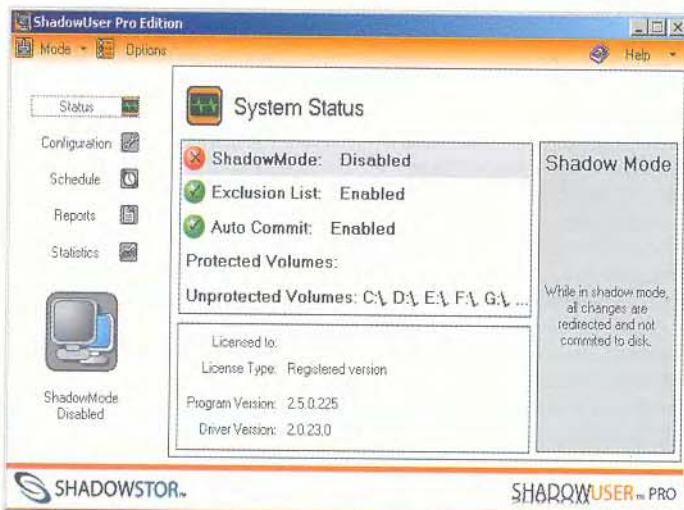 ShadowUser Pro Edition
Mode Options Help
Status
Configuration
Schedule
Reports
Statistics
ShadowMode
Disabled
System Status
ShadowMode: Disabled
Exclusion List: Enabled
Auto Commit: Enabled
Protected Volumes:
Unprotected Volumes: C:\, D:\, E:\, F:\, G:\, ...
Licensed to:
License Type: Registered version
Program Version: 2.5.0.225
Driver Version: 2.0.23.0
Shadow Mode
While in shadow mode,
all changes are
redirected and not
commited to disk.
SHADOWSTOR™
SHADOWUSER™ PRO